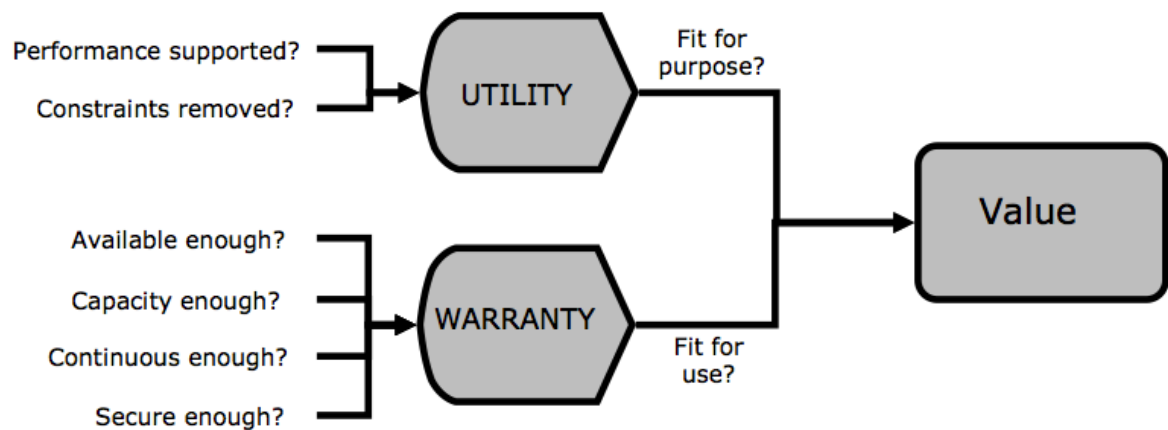 Performance supported?
Constraints removed?
UTILITY
Fit for
purpose?
Available enough?
Capacity enough?
Continuous enough?
Secure enough?
WARRANTY
Fit for
use?
Value